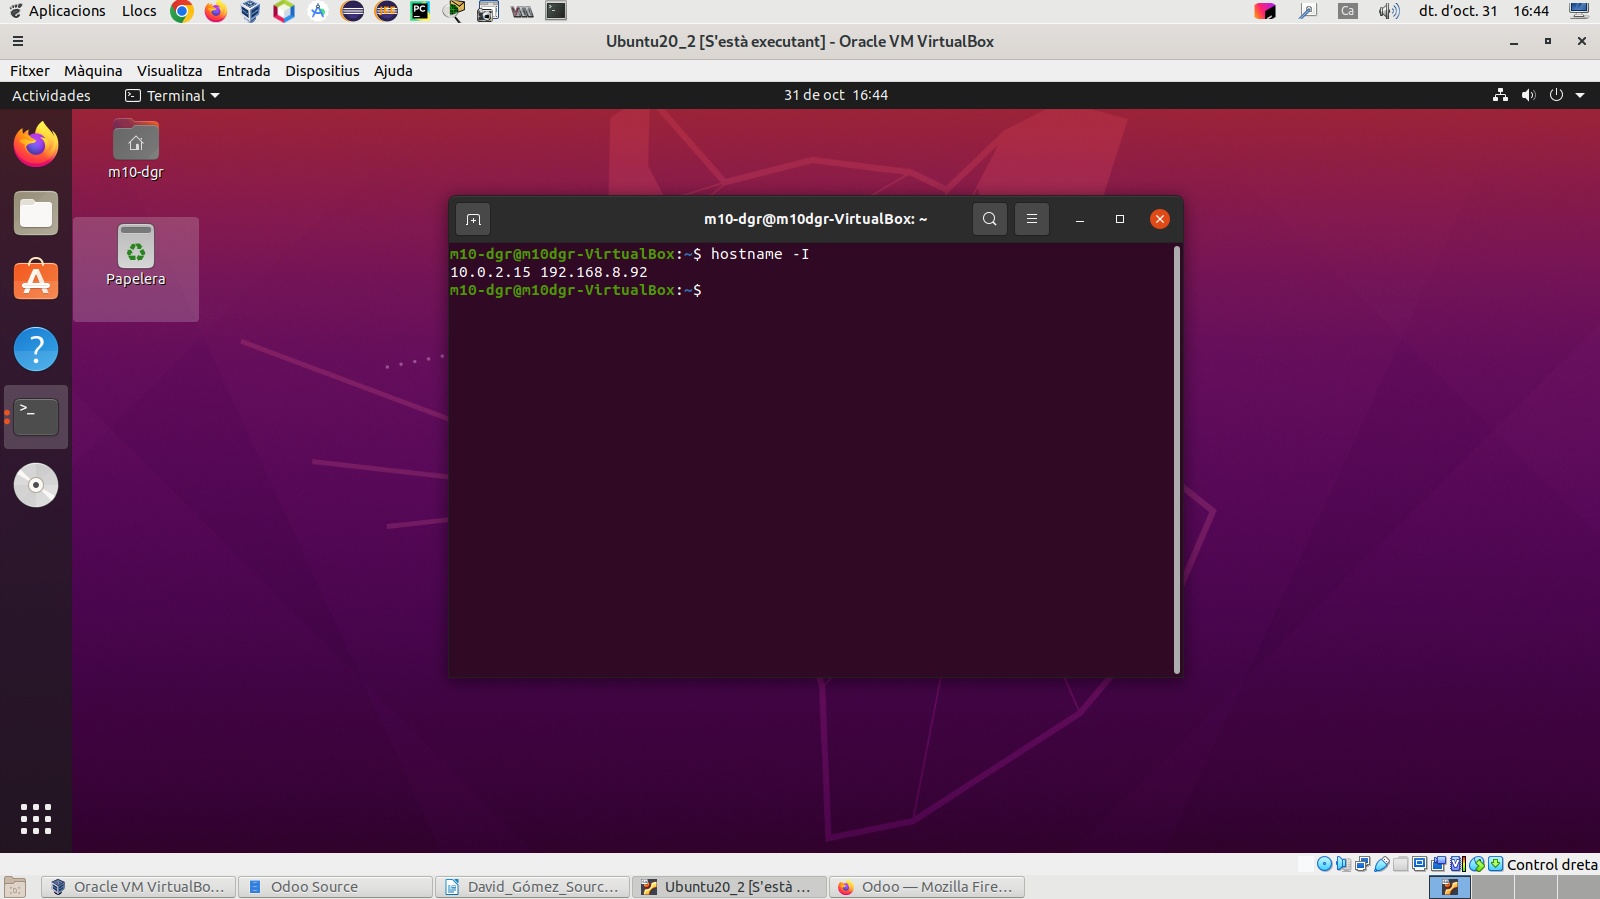 Aplicacions Llocs Ca dt. d'oct. 31 16:44
Ubuntu20_2 [S'està executant] - Oracle VM VirtualBox
Fitxer Màquina Visualitza Entrada Dispositius Ajuda
Actividades Terminal 31 de oct 16:44
m10-dgr
Papelera
m10-dgr@m10dgr-VirtualBox: ~
m10-dgr@m10dgr-VirtualBox:~$ hostname -I
10.0.2.15 192.168.8.92
m10-dgr@m10dgr-VirtualBox:~$
Control dreta
Oracle VM VirtualBo... Odoo Source David_Gómez_Sourc... Ubuntu20_2 [S'està ... Odoo — Mozilla Fire...